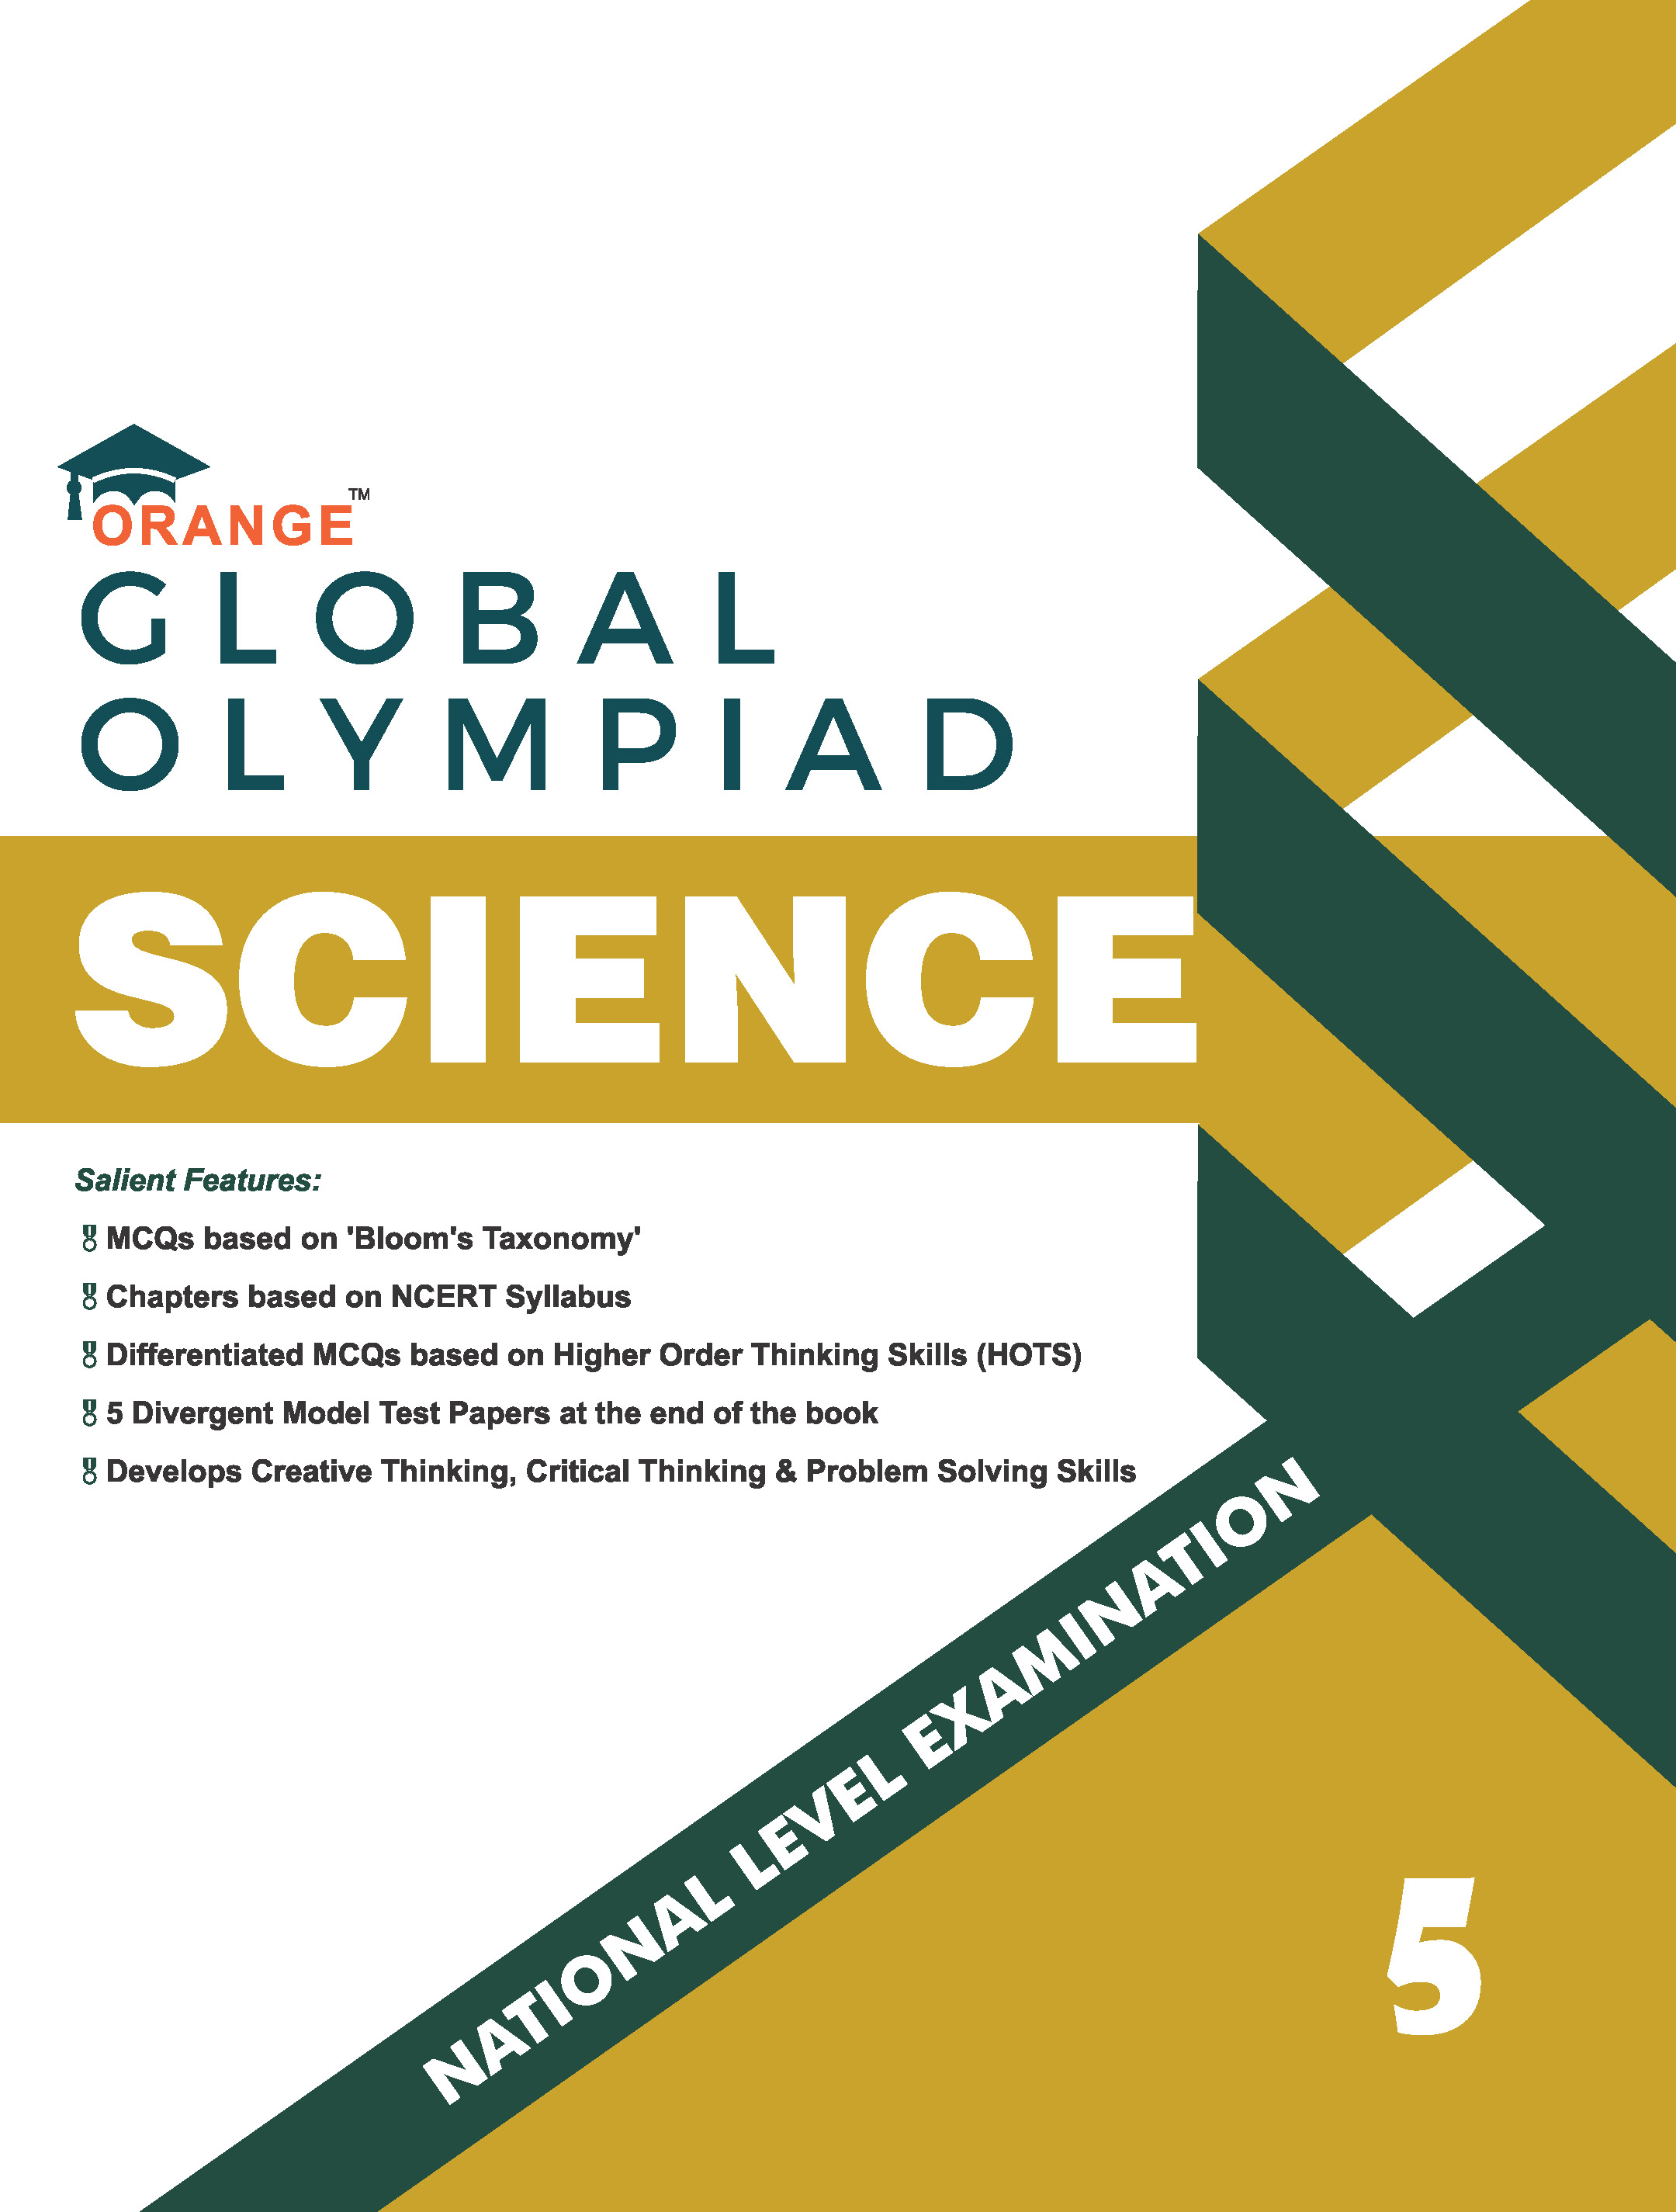 ORANGE™
GLOBAL
OLYMPIAD
SCIENCE
Salient Features:
MCQs based on 'Bloom's Taxonomy'
Chapters based on NCERT Syllabus
Differentiated MCQs based on Higher Order Thinking Skills (HOTS)
5 Divergent Model Test Papers at the end of the book
Develops Creative Thinking, Critical Thinking & Problem Solving Skills
NATIONAL LEVEL EXAMINATION
5